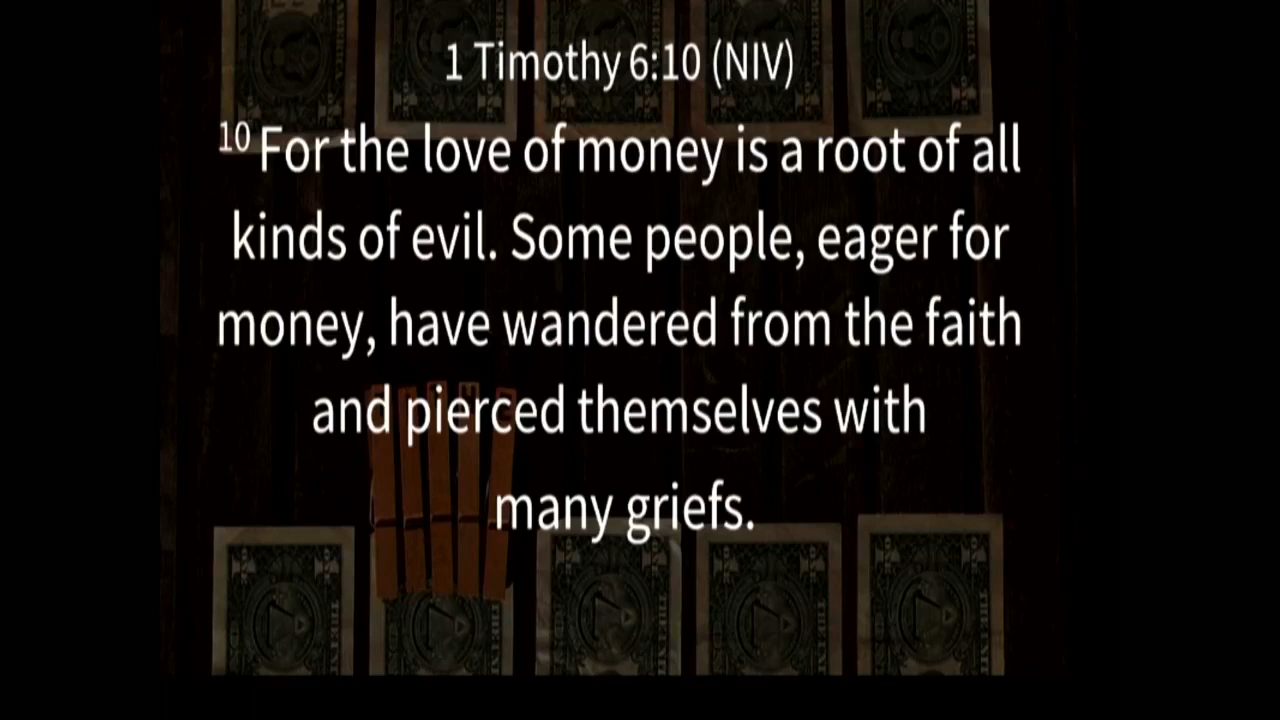 1 Timothy 6:10 (NIV)
10 For the love of money is a root of all
kinds of evil. Some people, eager for
money, have wandered from the faith
and pierced themselves with
many griefs.